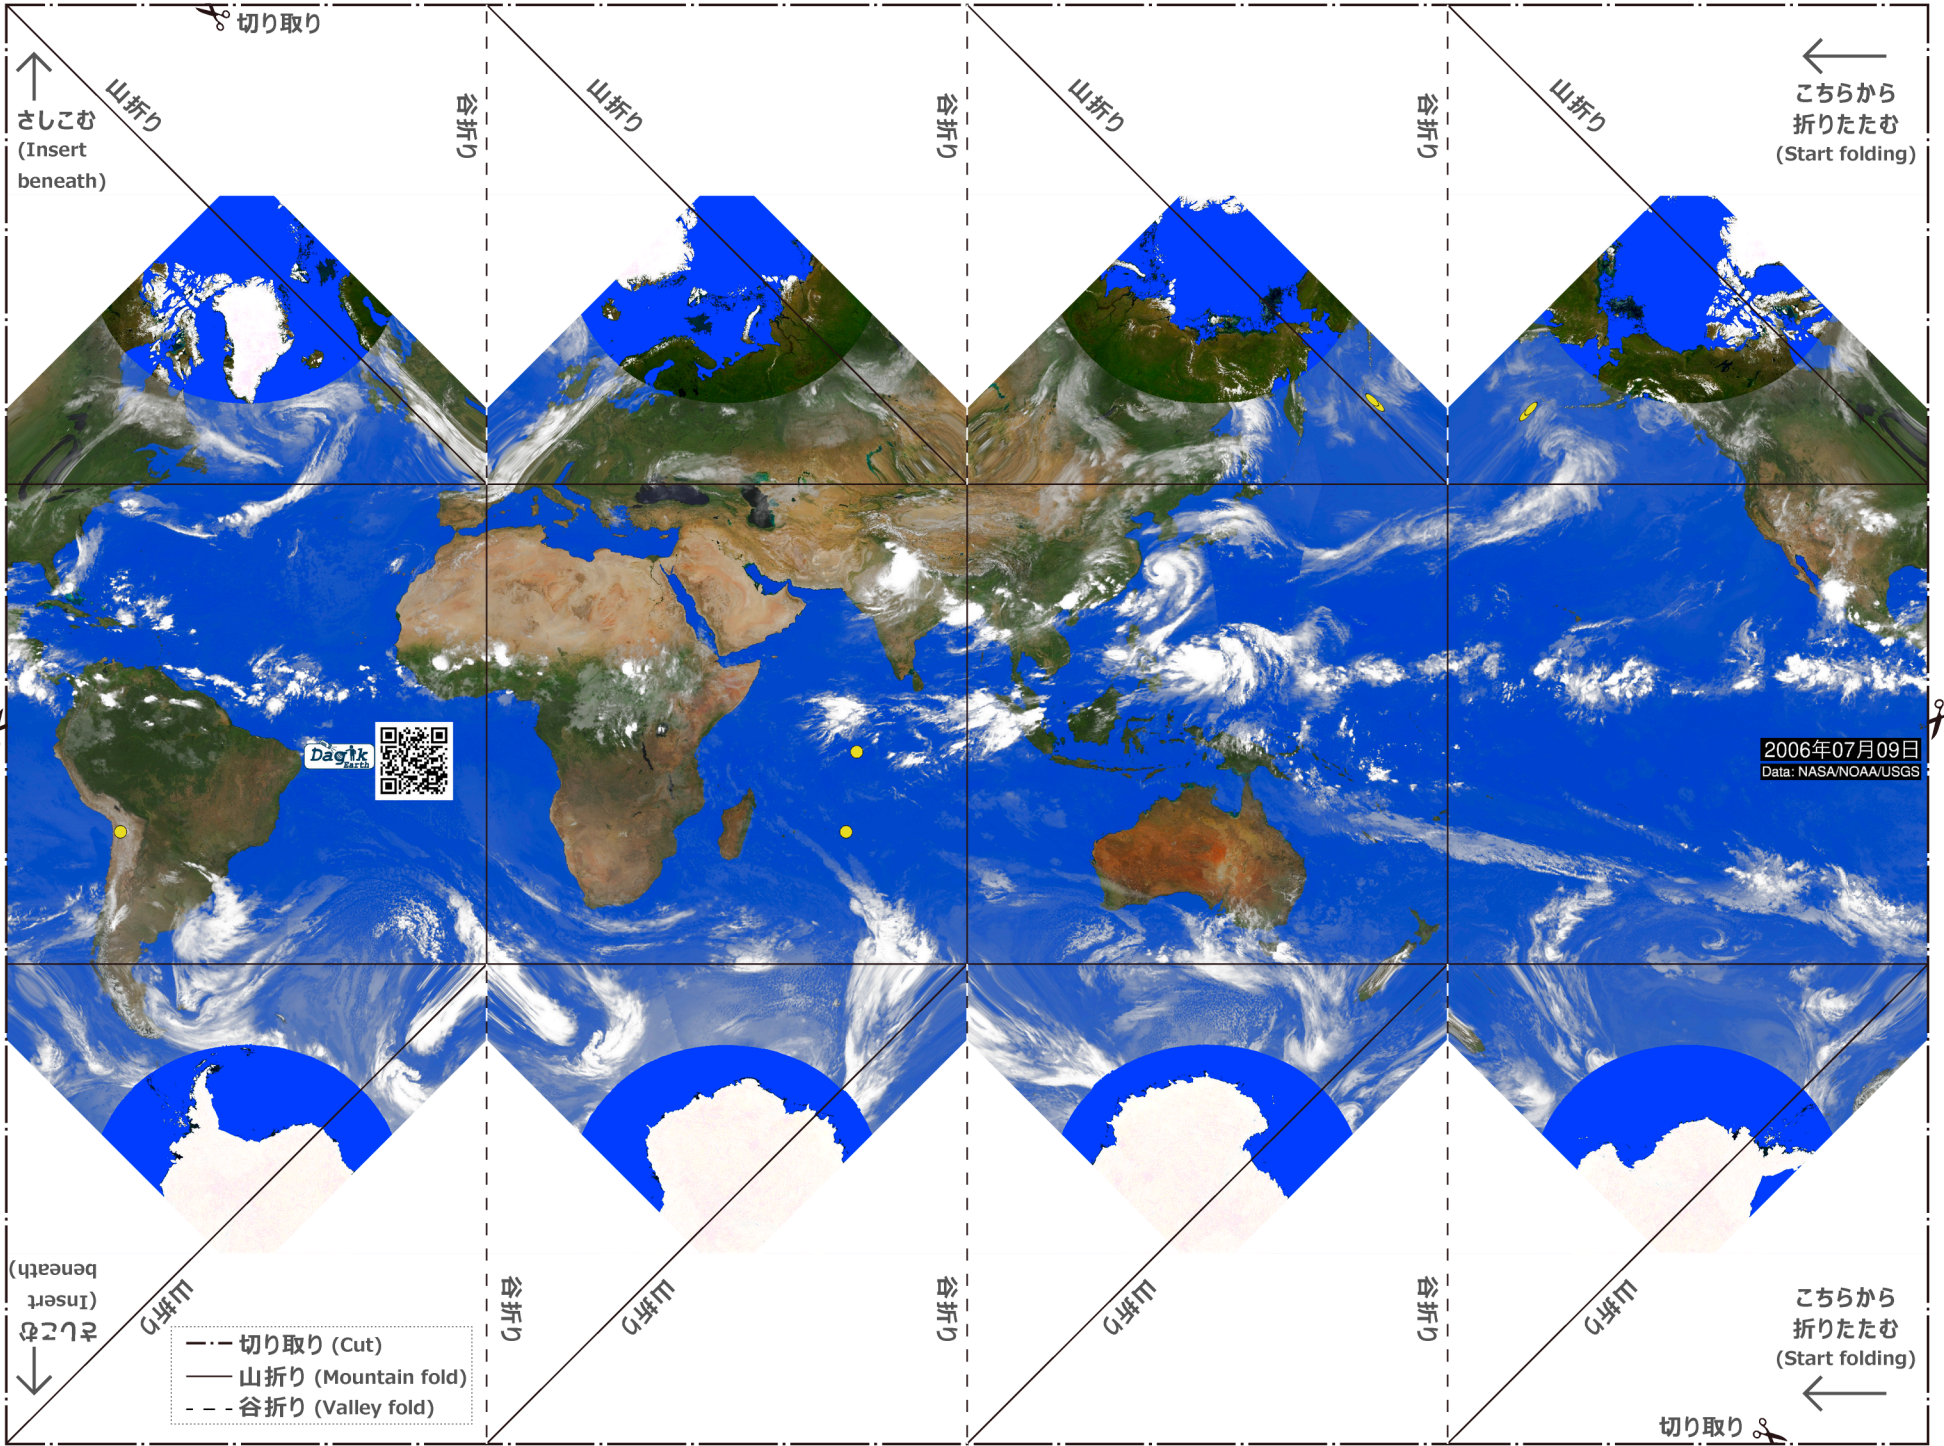 切り取り
さしこむ
(Insert
beneath)
山折り
谷折り
山折り
谷折り
山折り
谷折り
山折り
こちらから
折りたたむ
(Start folding)
Dagik
Earth
2006年07月09日
Data: NASA/NOAA/USGS
さしこむ
(Insert
beneath)
山折り
谷折り
山折り
谷折り
山折り
谷折り
山折り
こちらから
折りたたむ
(Start folding)
切り取り (Cut)
山折り (Mountain fold)
谷折り (Valley fold)
切り取り